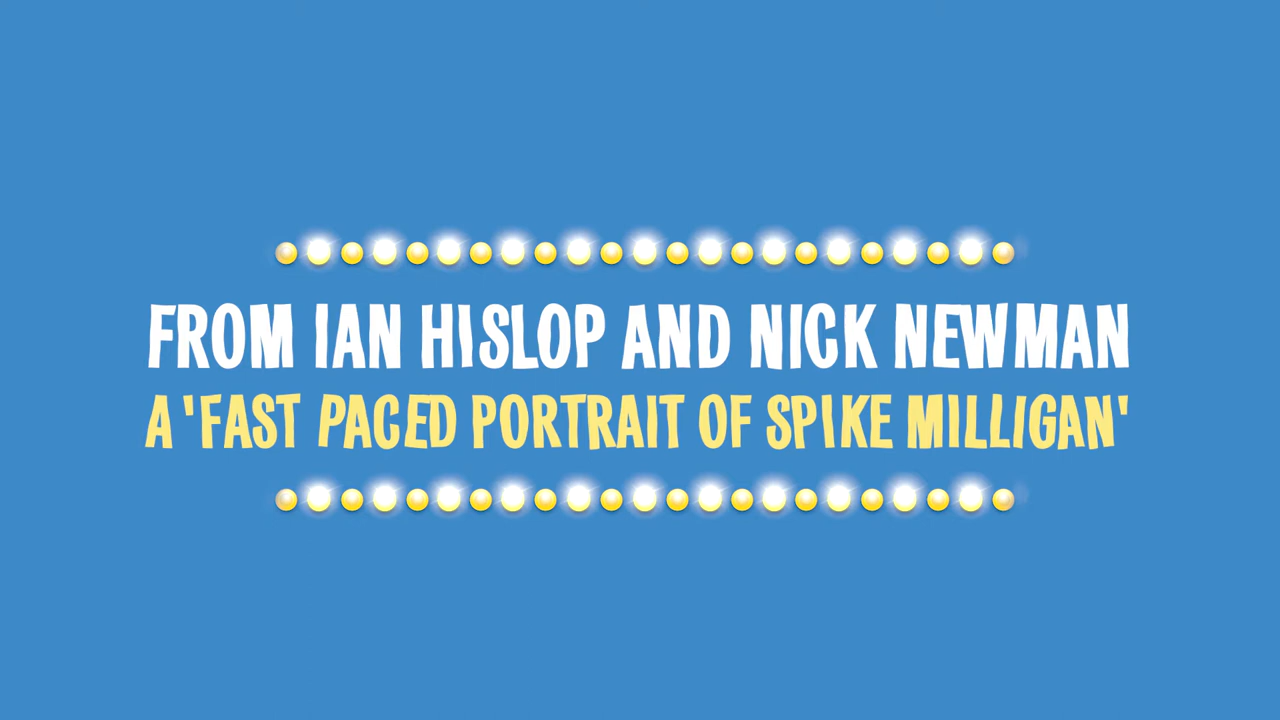 FROM IAN HISLOP AND NICK NEWMAN
A 'FAST PACED PORTRAIT OF SPIKE MILLIGAN'